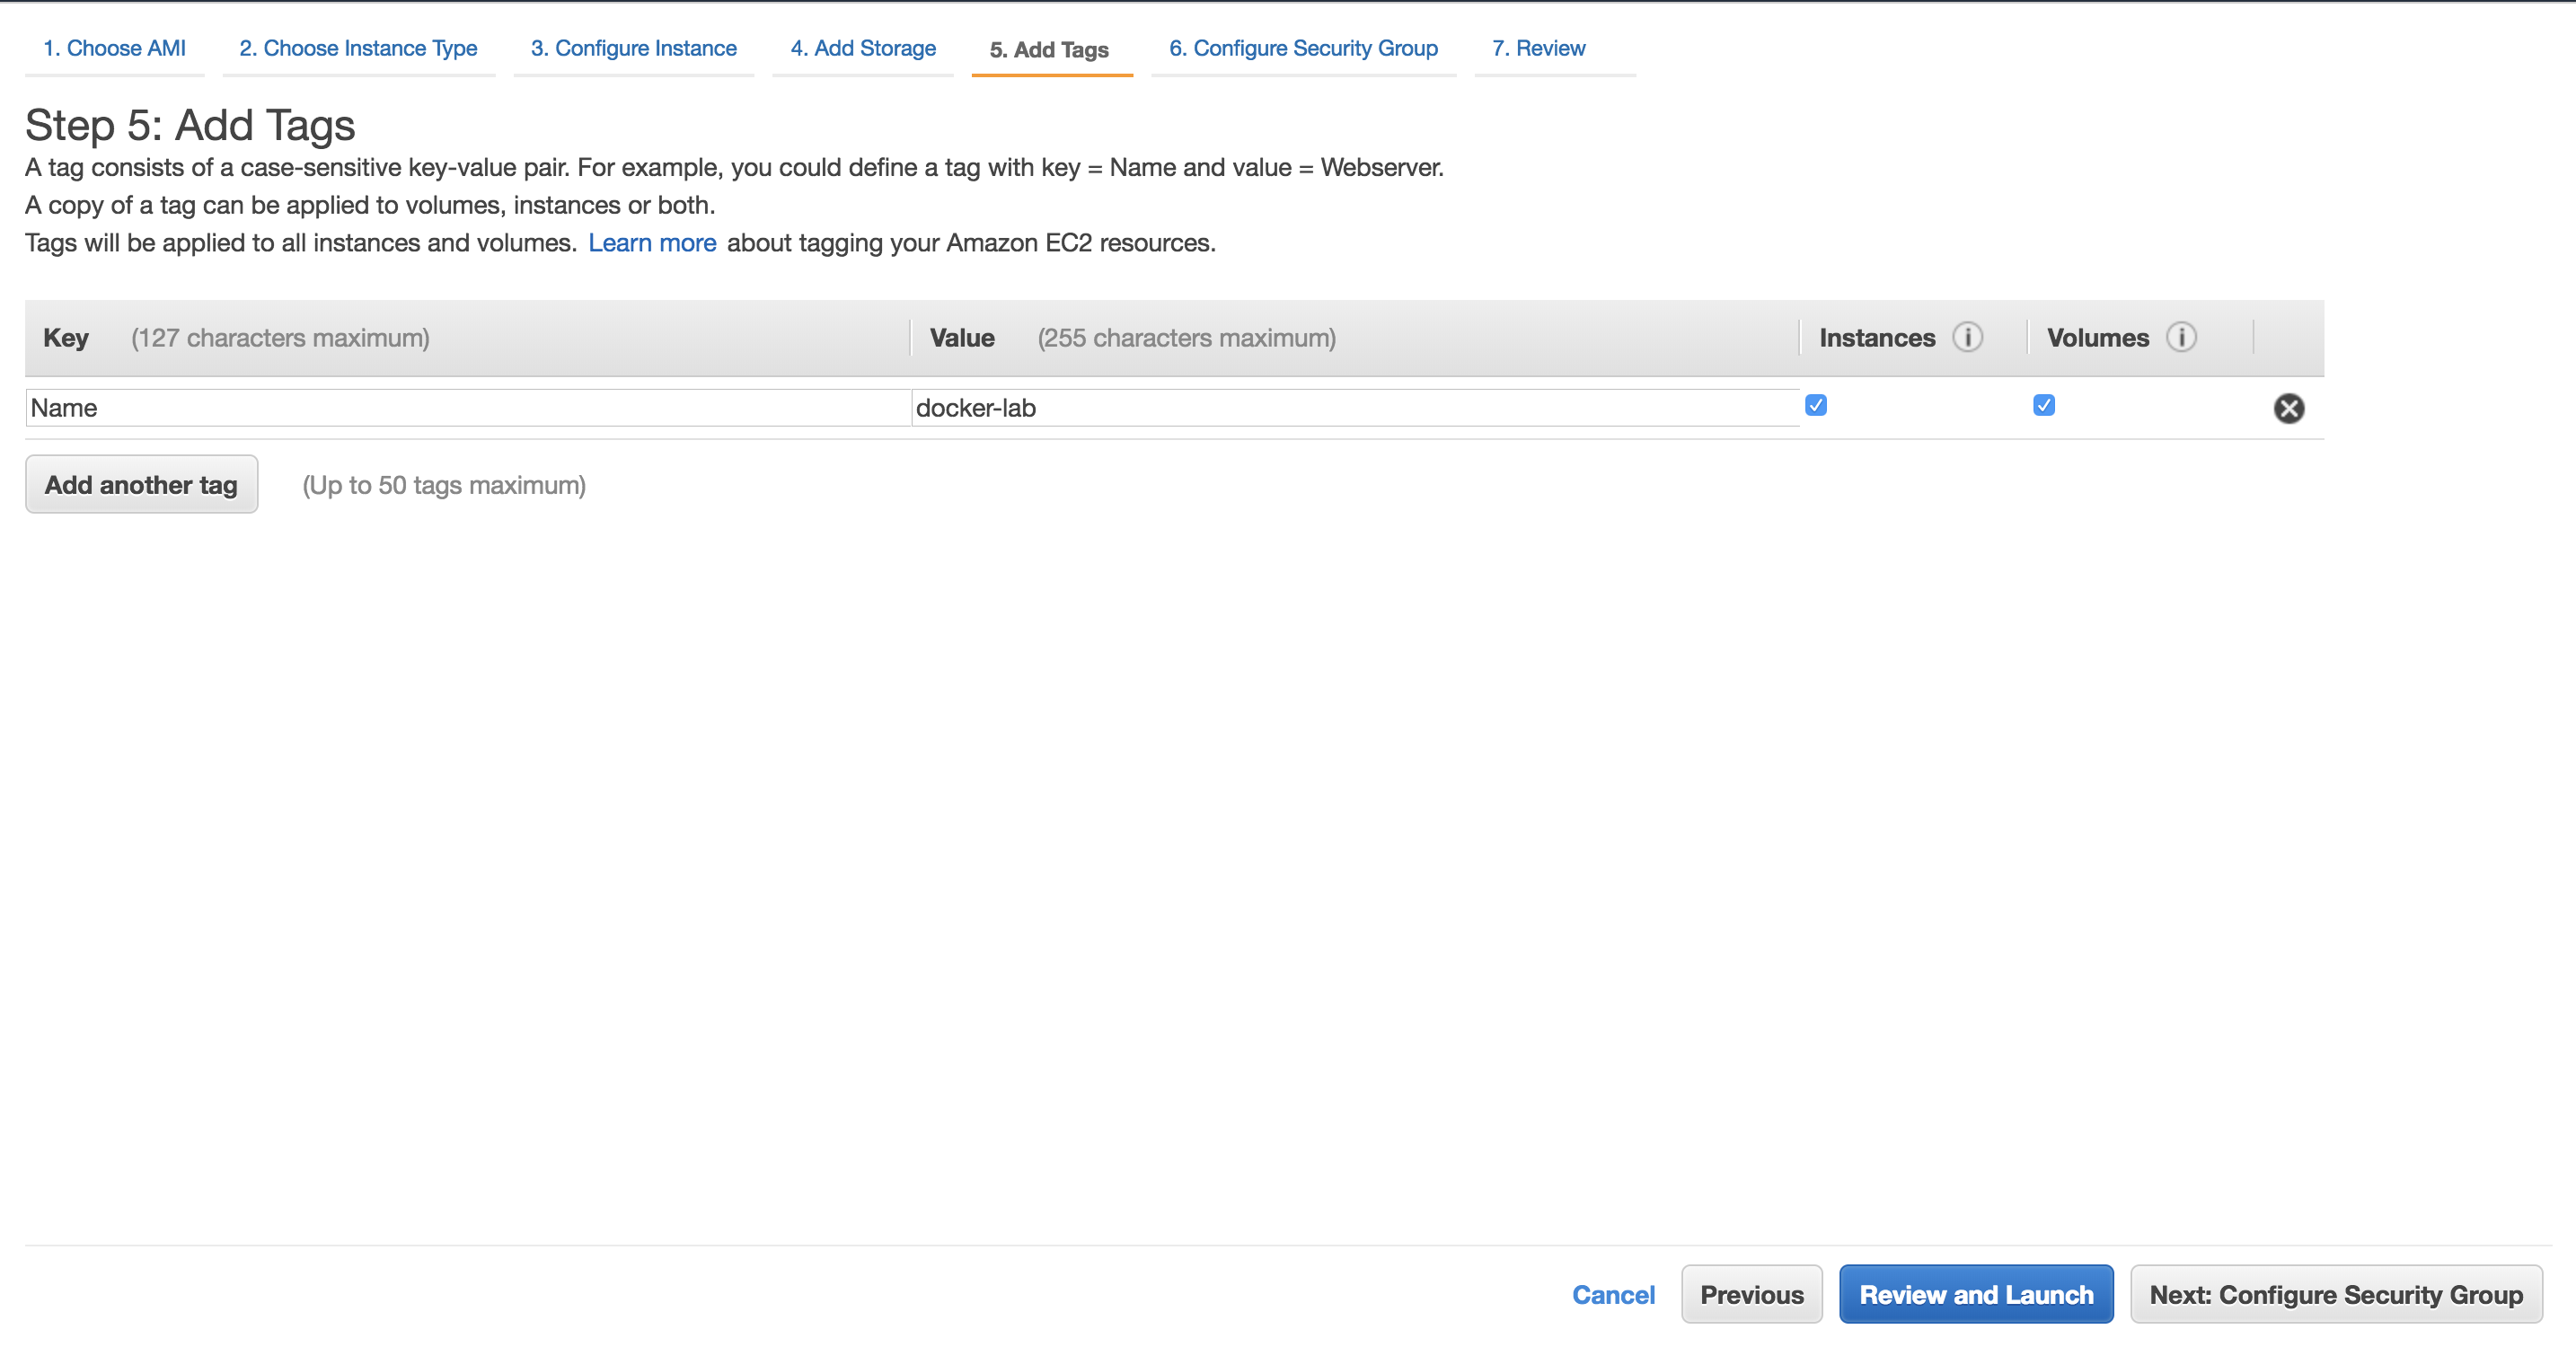 1. Choose AMI 2. Choose Instance Type 3. Configure Instance 4. Add Storage 5. Add Tags 6. Configure Security Group 7. Review
Step 5: Add Tags
A tag consists of a case-sensitive key-value pair. For example, you could define a tag with key = Name and value = Webserver.
A copy of a tag can be applied to volumes, instances or both.
Tags will be applied to all instances and volumes. Learn more about tagging your Amazon EC2 resources.
Key (127 characters maximum) Value (255 characters maximum) Instances Volumes
Name docker-lab
Add another tag (Up to 50 tags maximum)
Cancel Previous Review and Launch Next: Configure Security Group